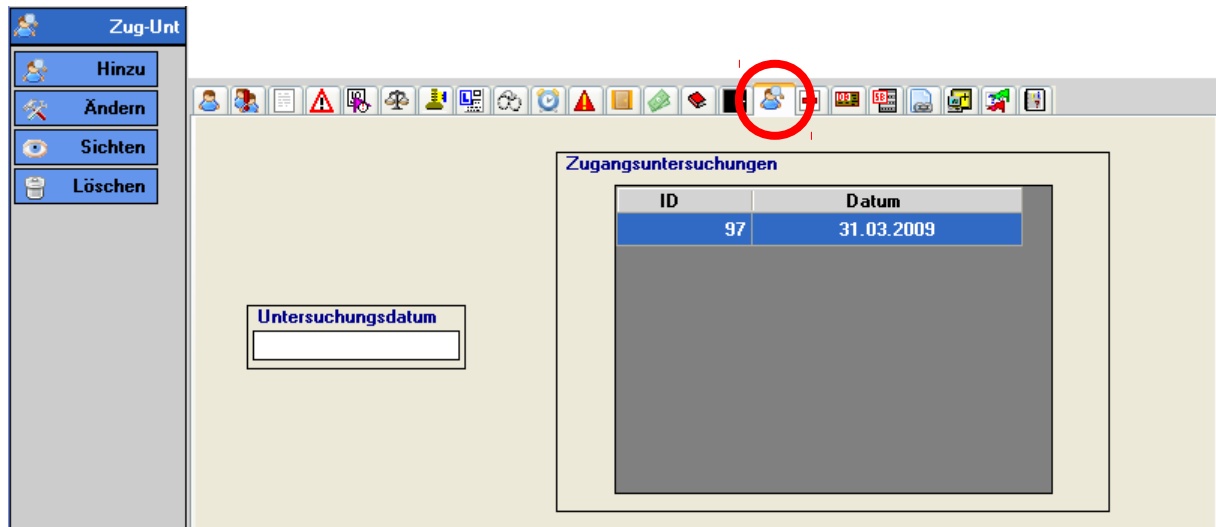 Zug-Unt
Hinzu
Ändern
Sichten
Löschen
Zugangsuntersuchungen
ID Datum
97 31.03.2009
Untersuchungsdatum